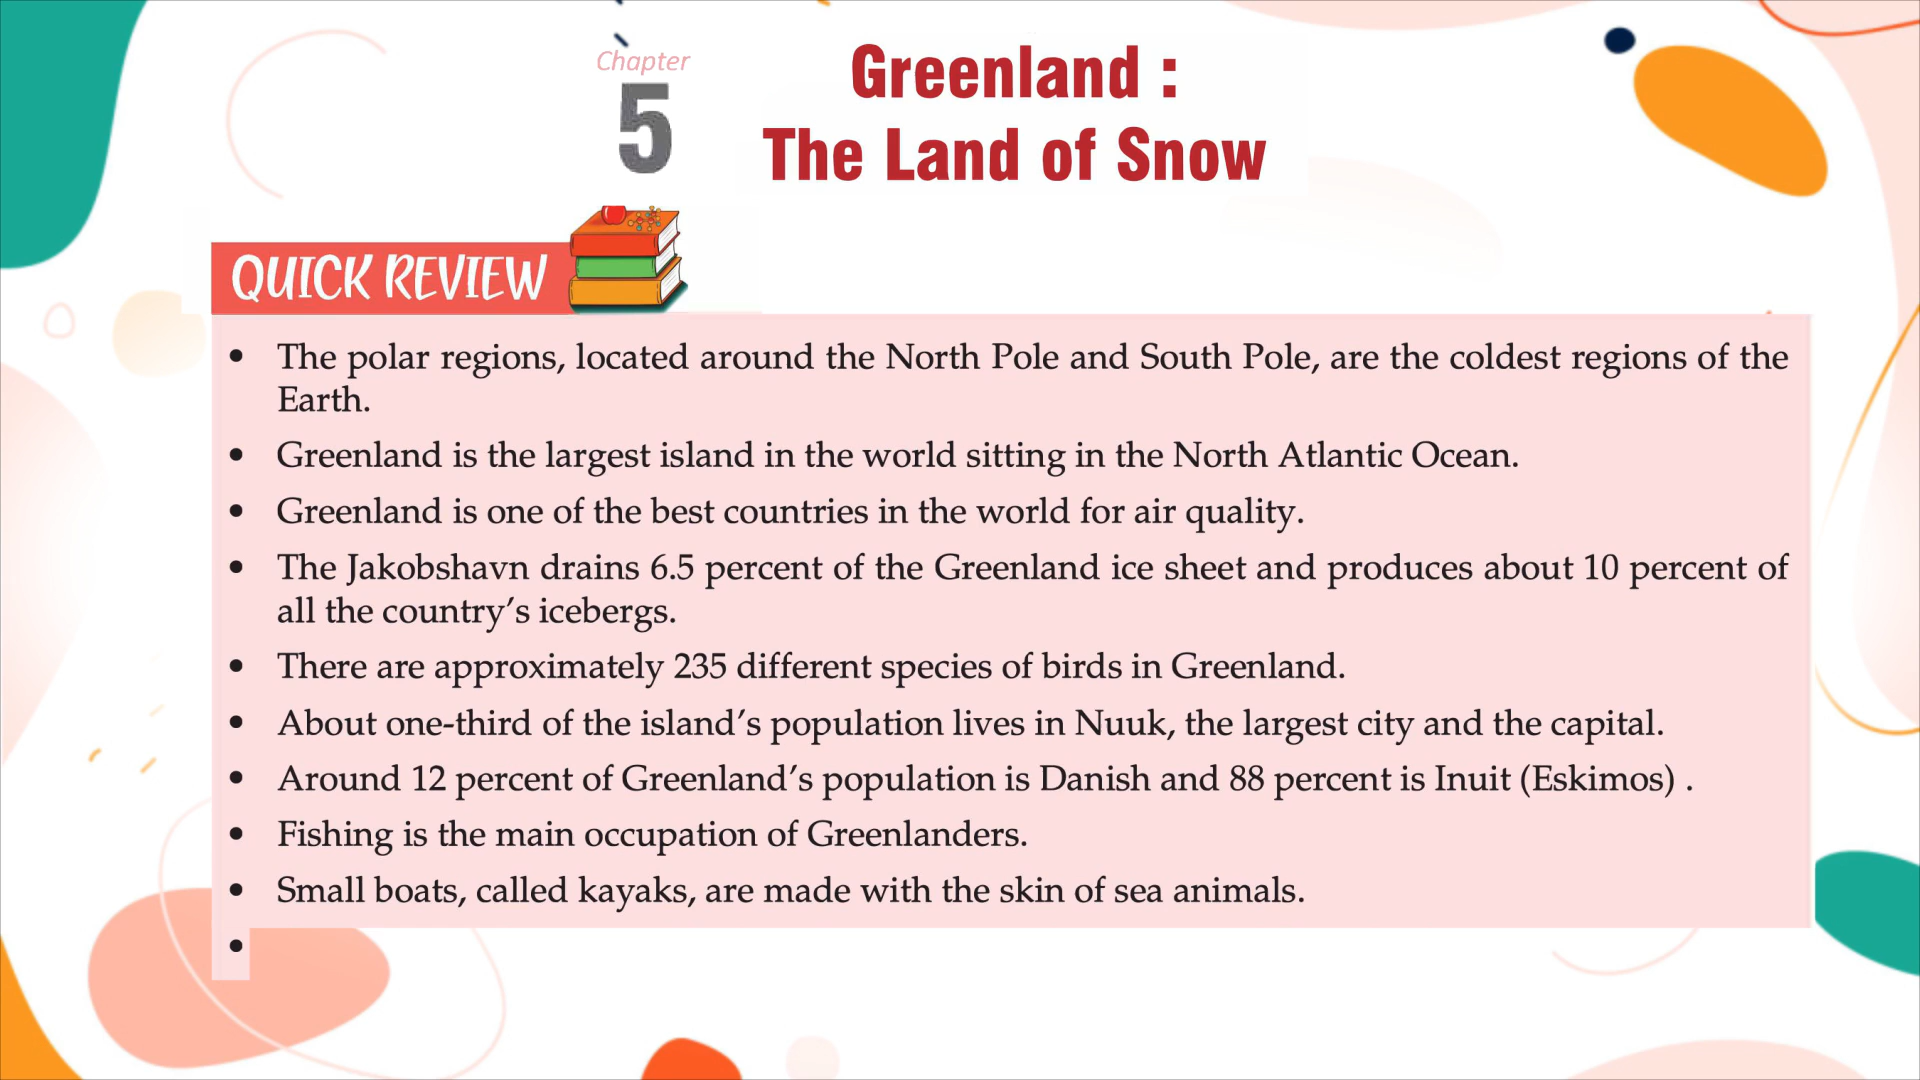 Chapter
5
Greenland :
The Land of Snow
QUICK REVIEW
• The polar regions, located around the North Pole and South Pole, are the coldest regions of the
Earth.
• Greenland is the largest island in the world sitting in the North Atlantic Ocean.
• Greenland is one of the best countries in the world for air quality.
• The Jakobshavn drains 6.5 percent of the Greenland ice sheet and produces about 10 percent of
all the country’s icebergs.
• There are approximately 235 different species of birds in Greenland.
• About one-third of the island’s population lives in Nuuk, the largest city and the capital.
• Around 12 percent of Greenland’s population is Danish and 88 percent is Inuit (Eskimos) .
• Fishing is the main occupation of Greenlanders.
• Small boats, called kayaks, are made with the skin of sea animals.
•